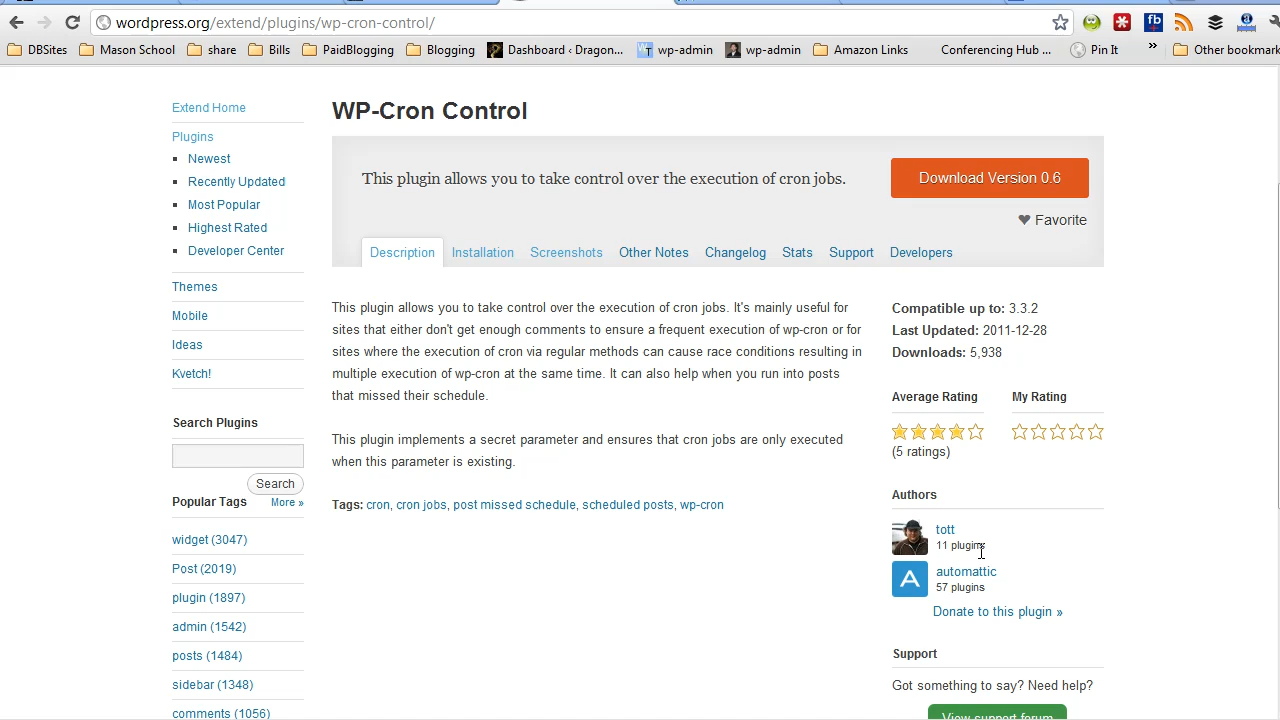 wordpress.org/extend/plugins/wp-cron-control/
DBSites Mason School share Bills PaidBlogging Blogging Dashboard ‹ Dragon... wp-admin wp-admin Amazon Links Conferencing Hub ... Pin It » Other bookmark
Extend Home
Plugins
Newest
Recently Updated
Most Popular
Highest Rated
Developer Center
Themes
Mobile
Ideas
Kvetch!
Search Plugins
Search
Popular Tags More »
widget (3047)
Post (2019)
plugin (1897)
admin (1542)
posts (1484)
sidebar (1348)
comments (1056)
WP-Cron Control
This plugin allows you to take control over the execution of cron jobs.
Download Version 0.6
Favorite
Description Installation Screenshots Other Notes Changelog Stats Support Developers
This plugin allows you to take control over the execution of cron jobs. It's mainly useful for
sites that either don't get enough comments to ensure a frequent execution of wp-cron or for
sites where the execution of cron via regular methods can cause race conditions resulting in
multiple execution of wp-cron at the same time. It can also help when you run into posts
that missed their schedule.
This plugin implements a secret parameter and ensures that cron jobs are only executed
when this parameter is existing.
Tags: cron, cron jobs, post missed schedule, scheduled posts, wp-cron
Compatible up to: 3.3.2
Last Updated: 2011-12-28
Downloads: 5,938
Average Rating My Rating
(5 ratings)
Authors
tott
11 plugins
automattic
57 plugins
Donate to this plugin »
Support
Got something to say? Need help?
View support forum